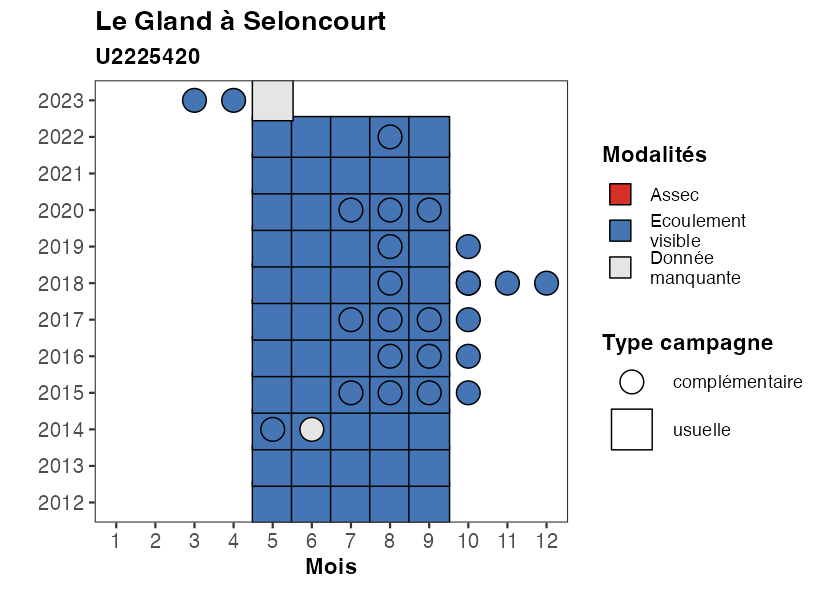 Le Gland à Seloncourt
U2225420
2023
2022
2021
2020
2019
2018
2017
2016
2015
2014
2013
2012
1 2 3 4 5 6 7 8 9 10 11 12
Mois
Modalités
Assec
Ecoulement
visible
Donnée
manquante
Type campagne
complémentaire
usuelle